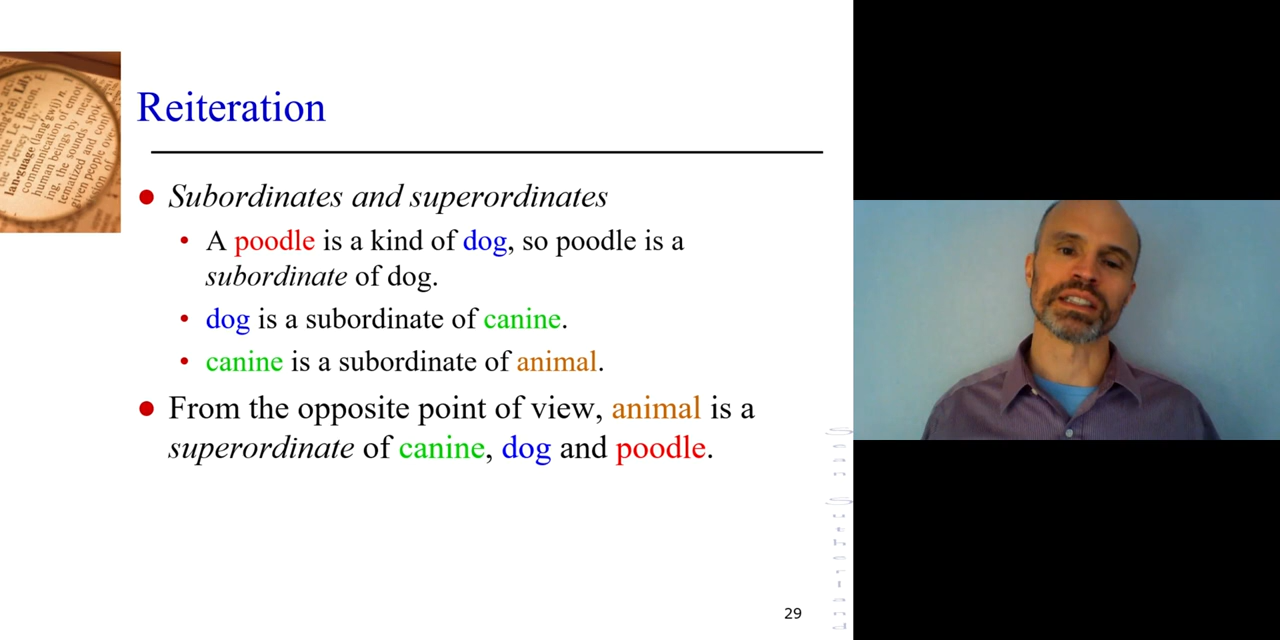 Reiteration
Subordinates and superordinates
A poodle is a kind of dog, so poodle is a
subordinate of dog.
dog is a subordinate of canine.
canine is a subordinate of animal.
From the opposite point of view, animal is a
superordinate of canine, dog and poodle.
29